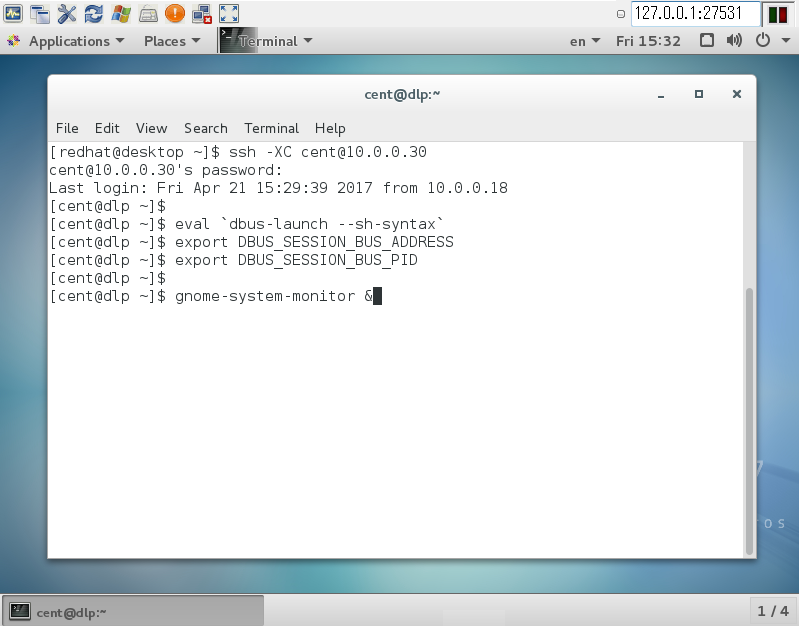 127.0.0.1:27531
Applications Places Terminal en Fri 15:32
cent@dlp:~
File Edit View Search Terminal Help
[redhat@desktop ~]$ ssh -XC cent@10.0.0.30
cent@10.0.0.30's password:
Last login: Fri Apr 21 15:29:39 2017 from 10.0.0.18
[cent@dlp ~]$
[cent@dlp ~]$ eval `dbus-launch --sh-syntax`
[cent@dlp ~]$ export DBUS_SESSION_BUS_ADDRESS
[cent@dlp ~]$ export DBUS_SESSION_BUS_PID
[cent@dlp ~]$
[cent@dlp ~]$ gnome-system-monitor &
7
OS
cent@dlp:~
1 / 4